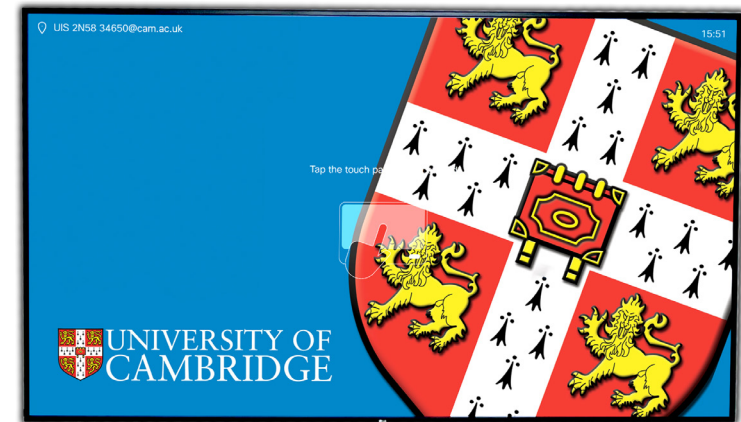 UIS 2N58 34650@cam.ac.uk
15:51
Tap the touch pa
UNIVERSITY OF
CAMBRIDGE